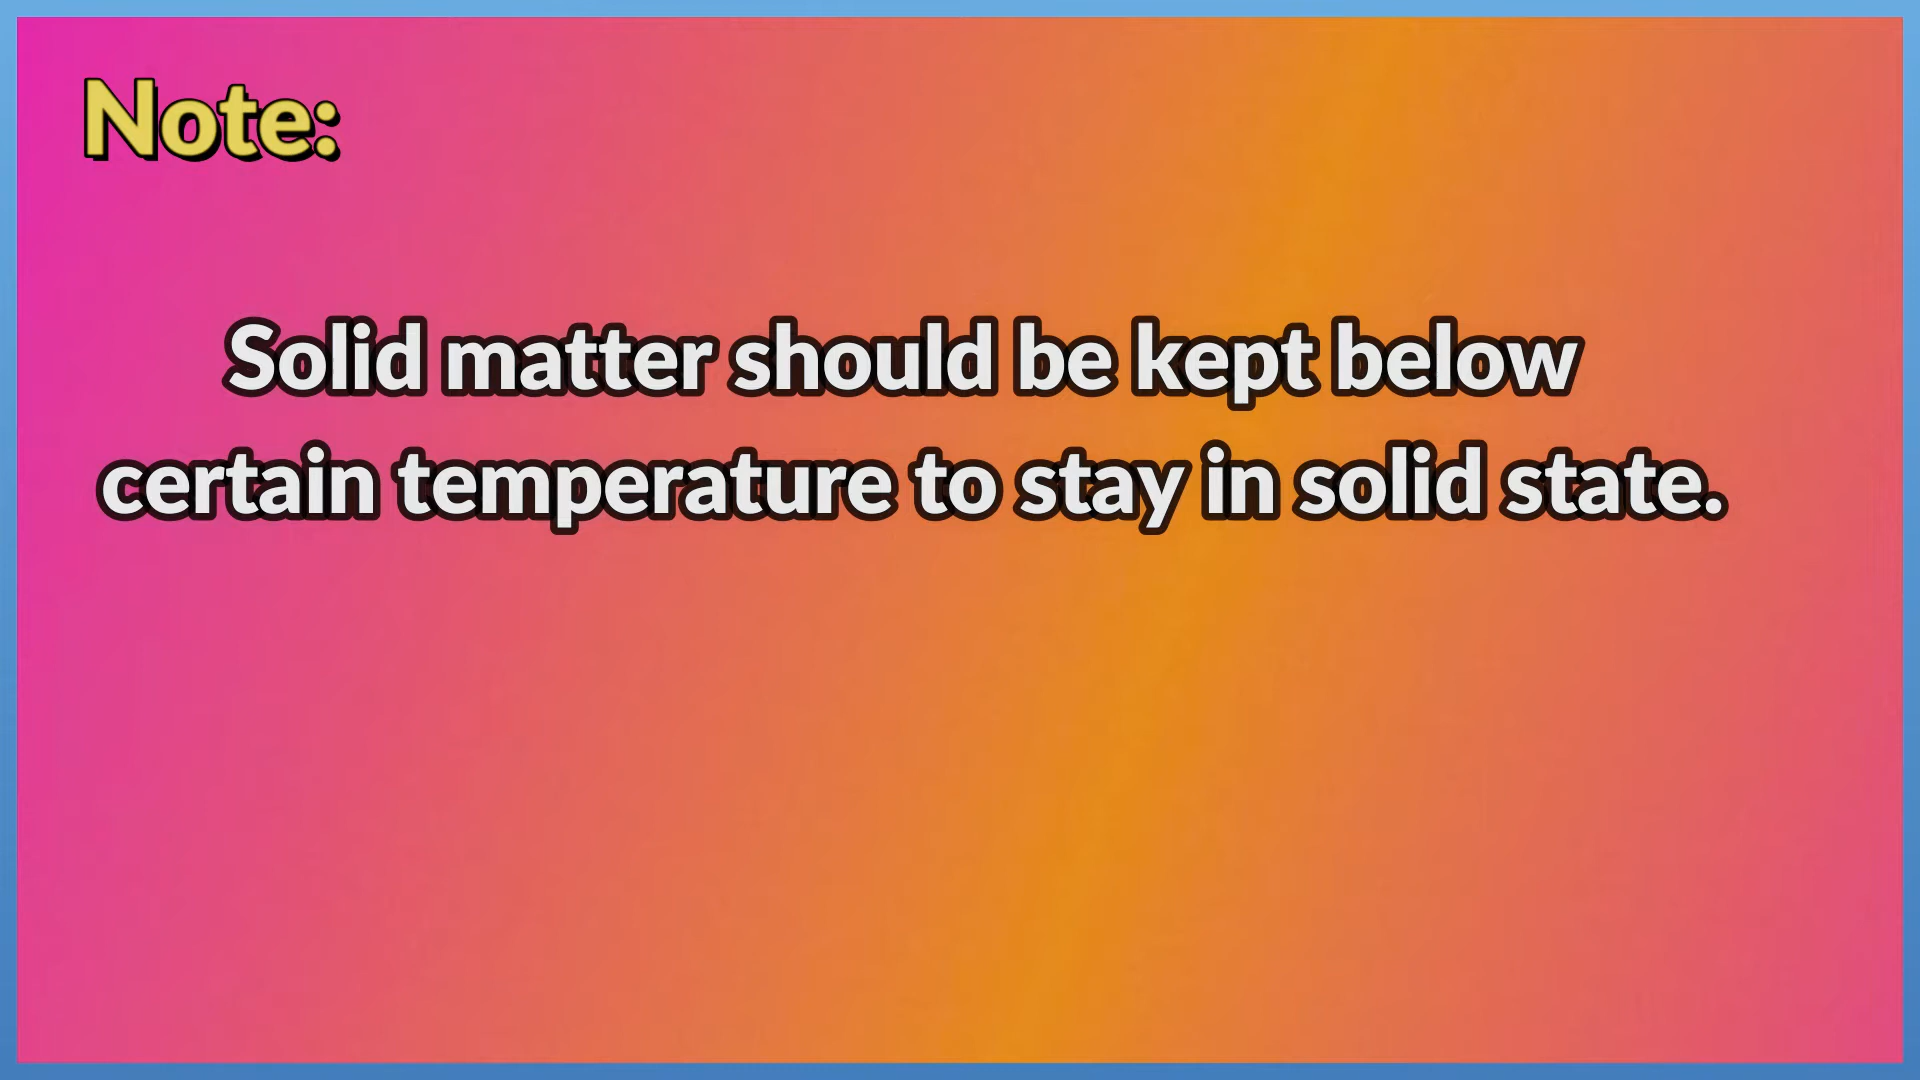 Note:
Solid matter should be kept below
certain temperature to stay in solid state.